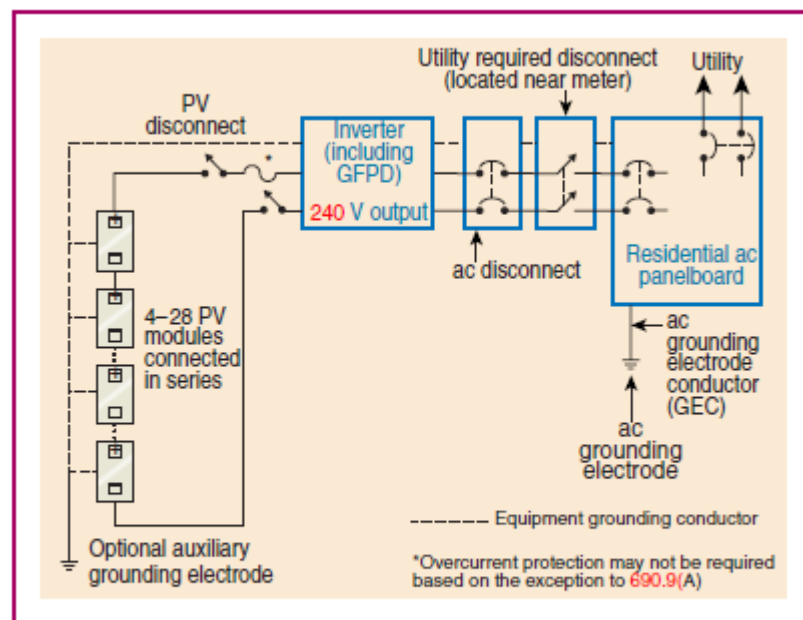 Utility required disconnect
(located near meter)
Utility
PV
disconnect
*
Inverter
(including
GFPD)
240 V output
ac disconnect
Residential ac
panelboard
4–28 PV
modules
connected
in series
ac
grounding
electrode
conductor
(GEC)
ac
grounding
electrode
Optional auxiliary
grounding electrode
Equipment grounding conductor
*Overcurrent protection may not be required
based on the exception to 690.9(A)